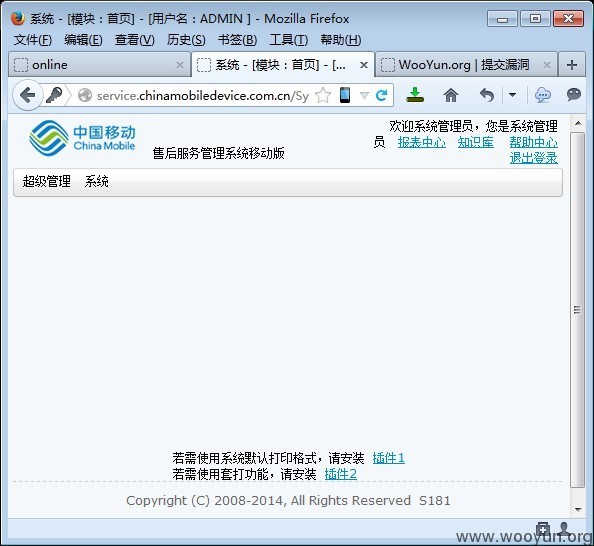 系统 - [模块：首页] - [用户名：ADMIN ] - Mozilla Firefox
文件(F) 编辑(E) 查看(V) 历史(S) 书签(B) 工具(T) 帮助(H)
online × 系统 - [模块：首页] - [... × WooYun.org | 提交漏洞 × +
service.chinamobiledevice.com.cn/Sy
中国移动
China Mobile
售后服务管理系统移动版
欢迎系统管理员，您是系统管理
员 报表中心 知识库 帮助中心
退出登录
超级管理 系统
若需使用系统默认打印格式，请安装 插件1
若需使用套打功能，请安装 插件2
Copyright (C) 2008-2014, All Rights Reserved S181
www.wooyun.org